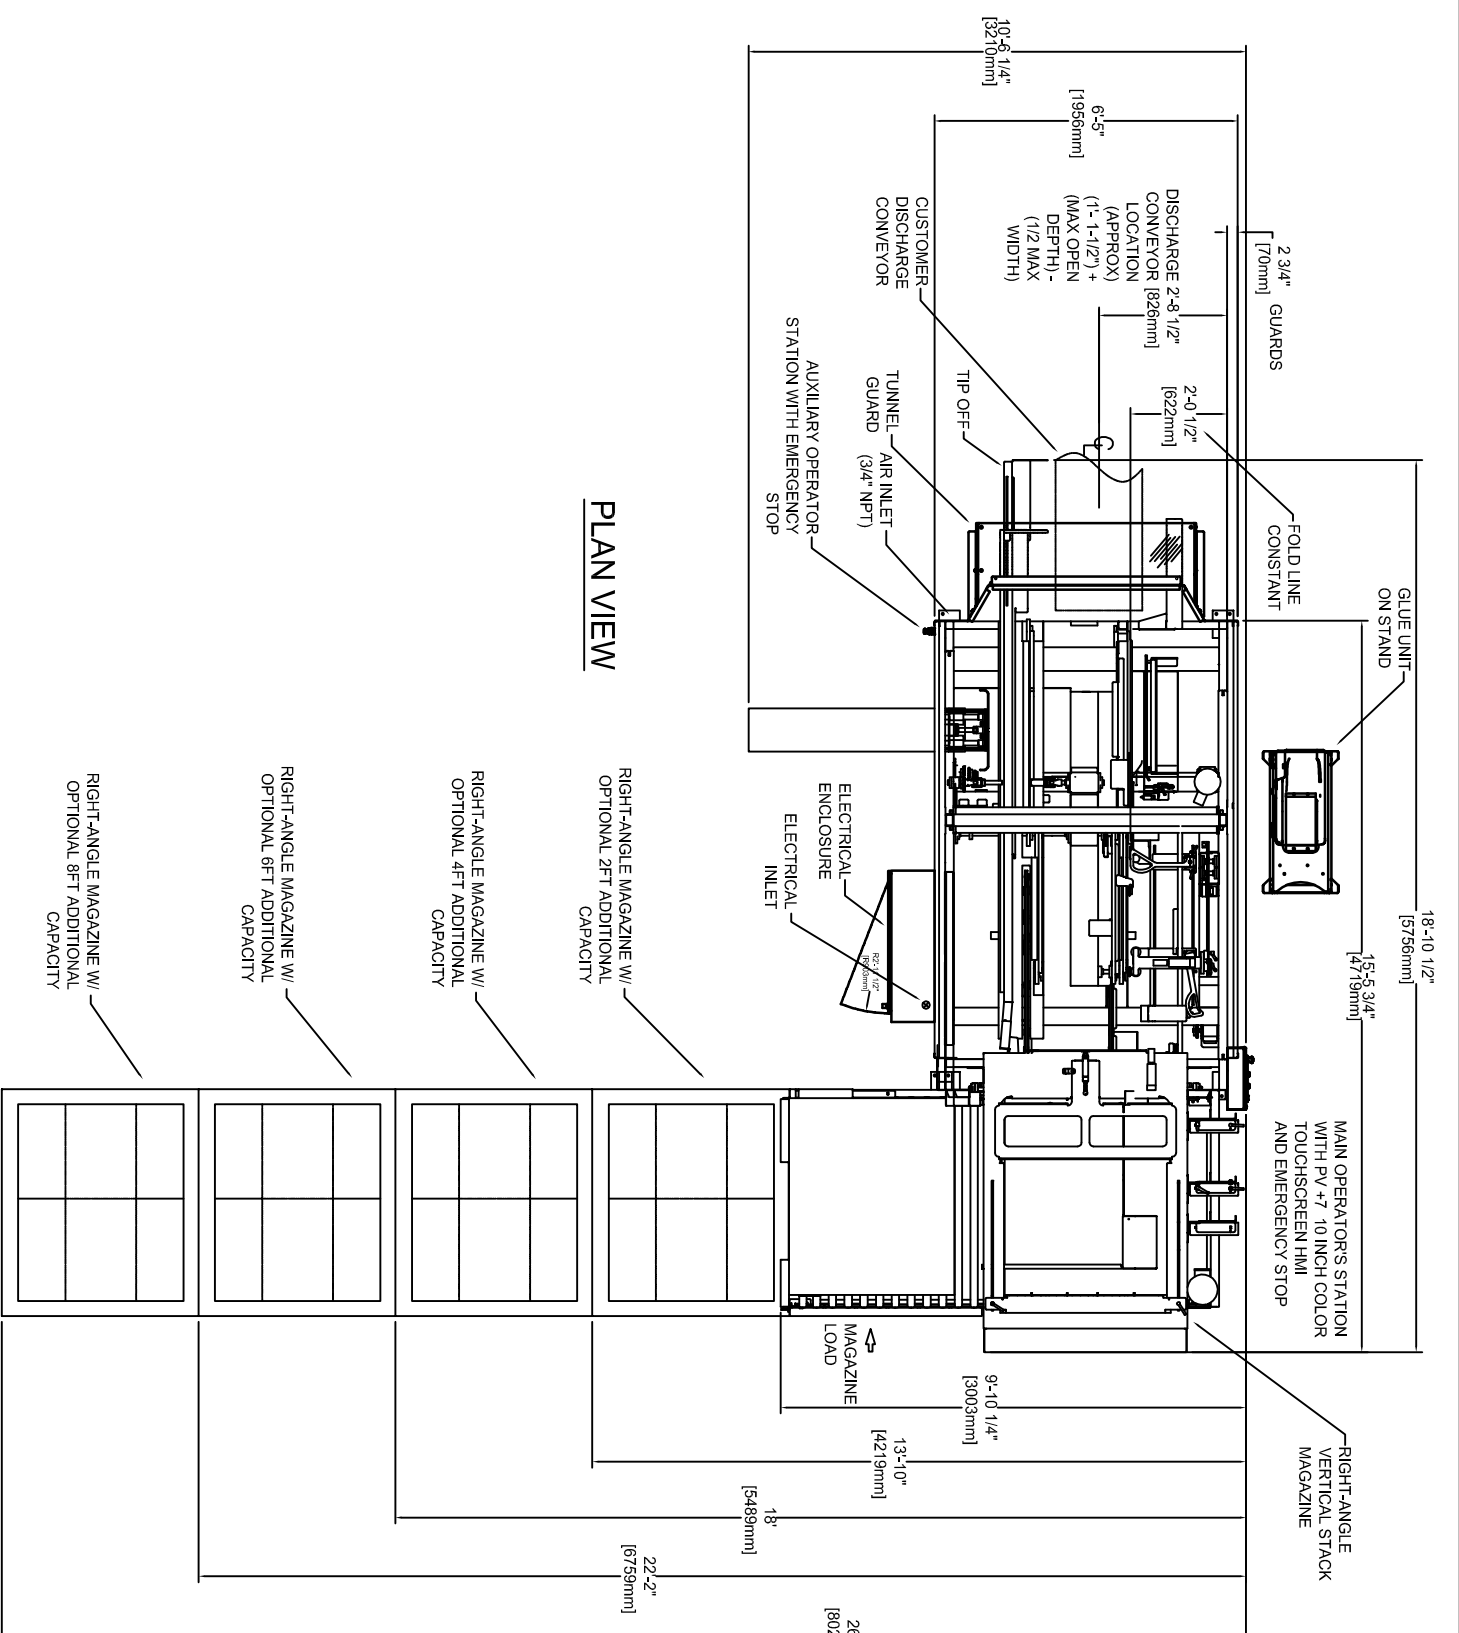 18'-10 1/2"
[5756mm]
15'-5 3/4"
[4719mm]
GLUE UNIT
ON STAND
MAIN OPERATOR'S STATION
WITH PV +7  10 INCH COLOR
TOUCHSCREEN HMI
AND EMERGENCY STOP
RIGHT-ANGLE
VERTICAL STACK
MAGAZINE
2 3/4"
[70mm]
GUARDS
FOLD LINE
CONSTANT
2'-0 1/2"
[622mm]
DISCHARGE
CONVEYOR
LOCATION
(APPROX)
(1'- 1-1/2") +
(MAX OPEN
DEPTH) -
(1/2 MAX
WIDTH)
2'-8 1/2"
[826mm]
6'-5"
[1956mm]
10'-6 1/4"
[3210mm]
CUSTOMER
DISCHARGE
CONVEYOR
TIP OFF
TUNNEL
GUARD
AIR INLET
(3/4" NPT)
AUXILIARY OPERATOR
STATION WITH EMERGENCY
STOP
ELECTRICAL
ENCLOSURE
ELECTRICAL
INLET
MAGAZINE
LOAD
9'-10 1/4"
[3003mm]
13'-10"
[4219mm]
18'
[5489mm]
22'-2"
[6759mm]
PLAN VIEW
RIGHT-ANGLE MAGAZINE W/
OPTIONAL 2FT ADDITIONAL
CAPACITY
RIGHT-ANGLE MAGAZINE W/
OPTIONAL 4FT ADDITIONAL
CAPACITY
RIGHT-ANGLE MAGAZINE W/
OPTIONAL 6FT ADDITIONAL
CAPACITY
RIGHT-ANGLE MAGAZINE W/
OPTIONAL 8FT ADDITIONAL
CAPACITY